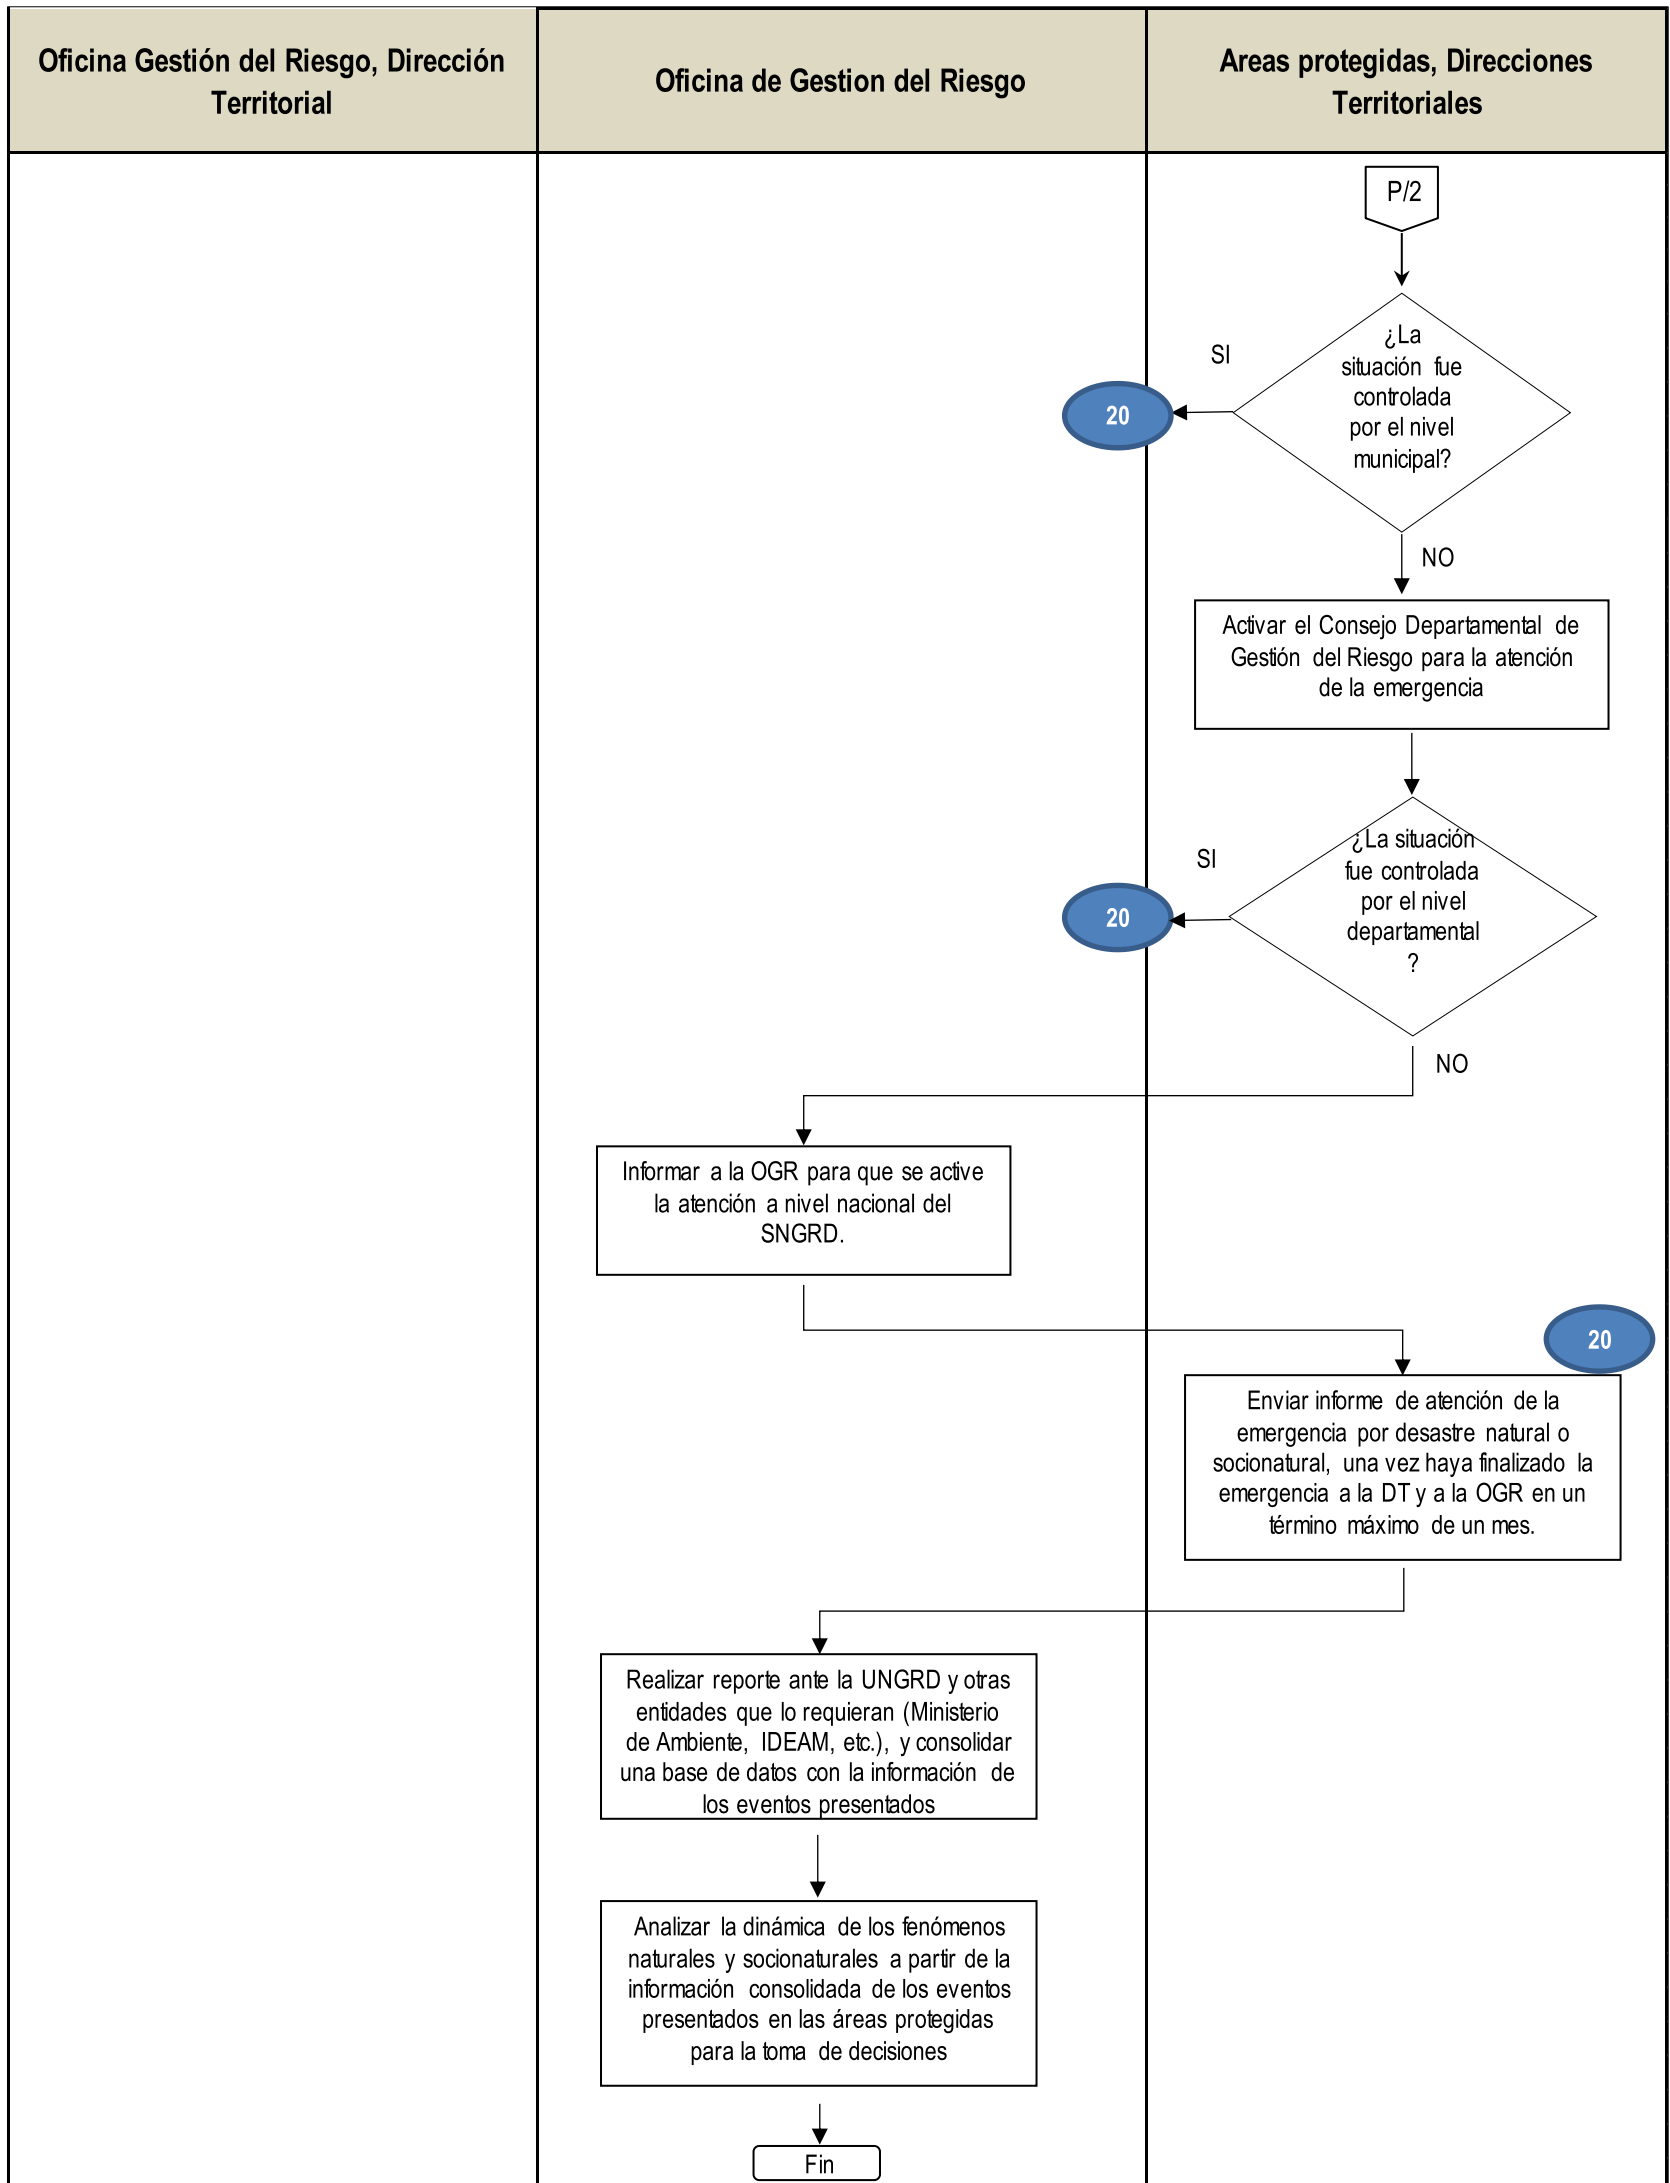 Oficina Gestión del Riesgo, Dirección
Territorial
Oficina de Gestion del Riesgo
Areas protegidas, Direcciones
Territoriales
P/2
¿La
situación fue
controlada
por el nivel
municipal?
SI
20
NO
Activar el Consejo Departamental de
Gestión del Riesgo para la atención
de la emergencia
¿La situación
fue controlada
por el nivel
departamental
?
SI
20
NO
Informar a la OGR para que se active
la atención a nivel nacional del
SNGRD.
20
Enviar informe de atención de la
emergencia por desastre natural o
socionatural, una vez haya finalizado la
emergencia a la DT y a la OGR en un
término máximo de un mes.
Realizar reporte ante la UNGRD y otras
entidades que lo requieran (Ministerio
de Ambiente, IDEAM, etc.), y consolidar
una base de datos con la información de
los eventos presentados
Analizar la dinámica de los fenómenos
naturales y socionaturales a partir de la
información consolidada de los eventos
presentados en las áreas protegidas
para la toma de decisiones
Fin